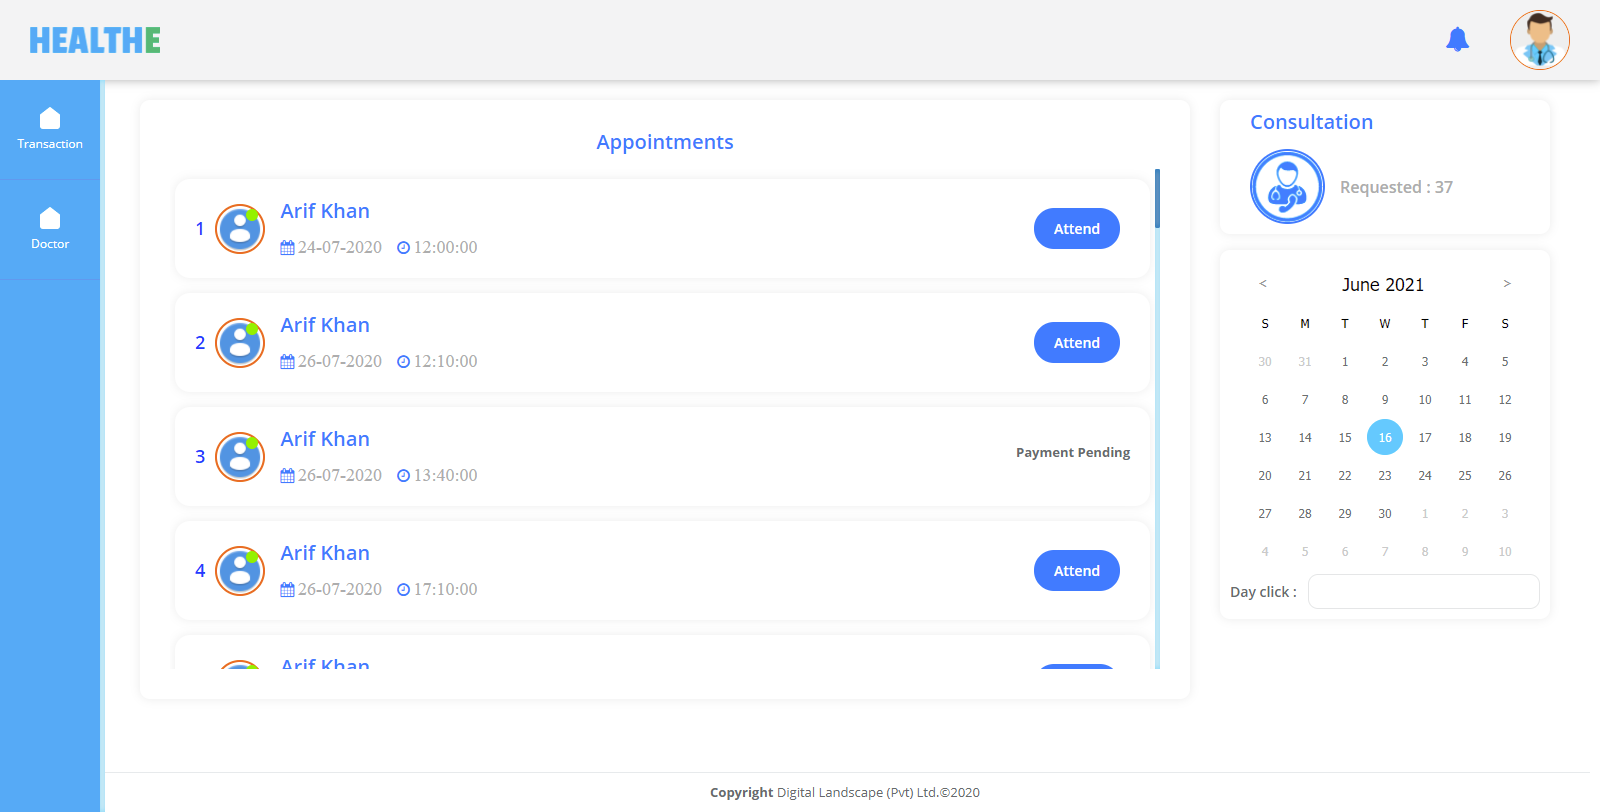 HEALTHE
Transaction
Doctor
Appointments
1 Arif Khan
24-07-2020 12:00:00
Attend
2 Arif Khan
26-07-2020 12:10:00
Attend
3 Arif Khan
26-07-2020 13:40:00
Payment Pending
4 Arif Khan
26-07-2020 17:10:00
Attend
Arif Khan
Consultation
Requested : 37
< June 2021 >
S M T W T F S
30 31 1 2 3 4 5
6 7 8 9 10 11 12
13 14 15 16 17 18 19
20 21 22 23 24 25 26
27 28 29 30 1 2 3
4 5 6 7 8 9 10
Day click :
Copyright Digital Landscape (Pvt) Ltd.©2020